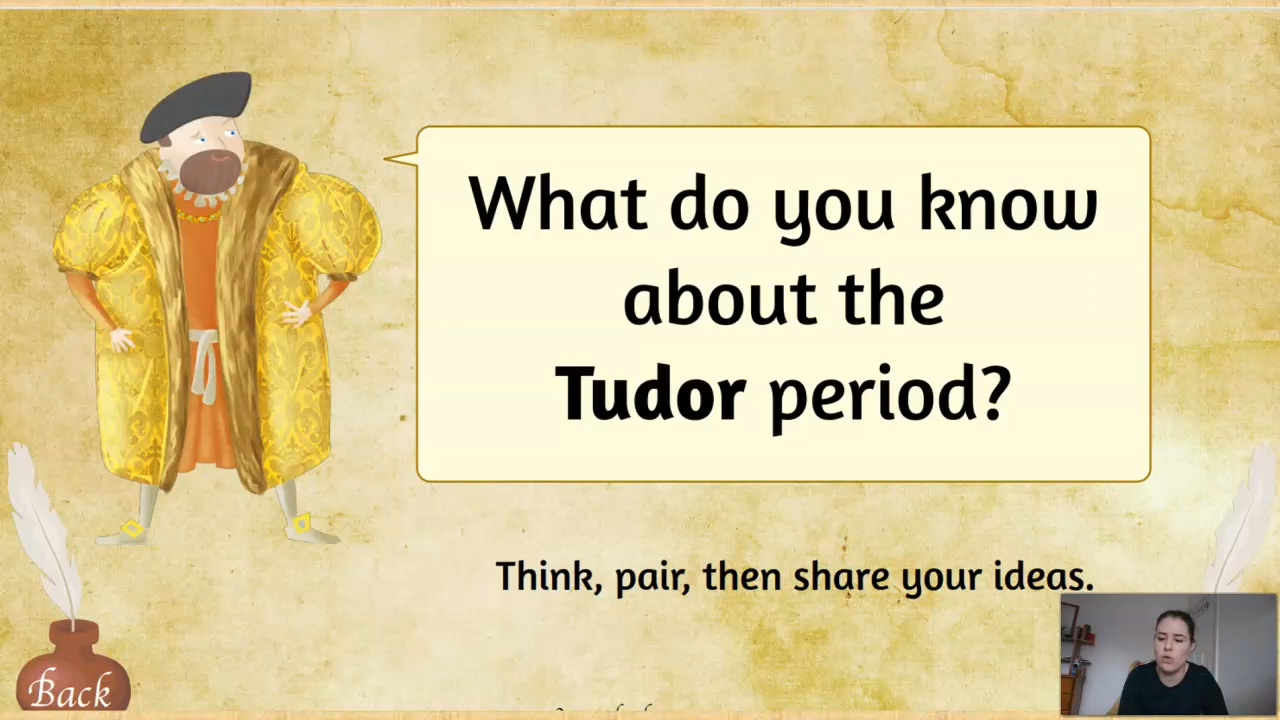 What do you know
about the
Tudor period?
Think, pair, then share your ideas.
Back